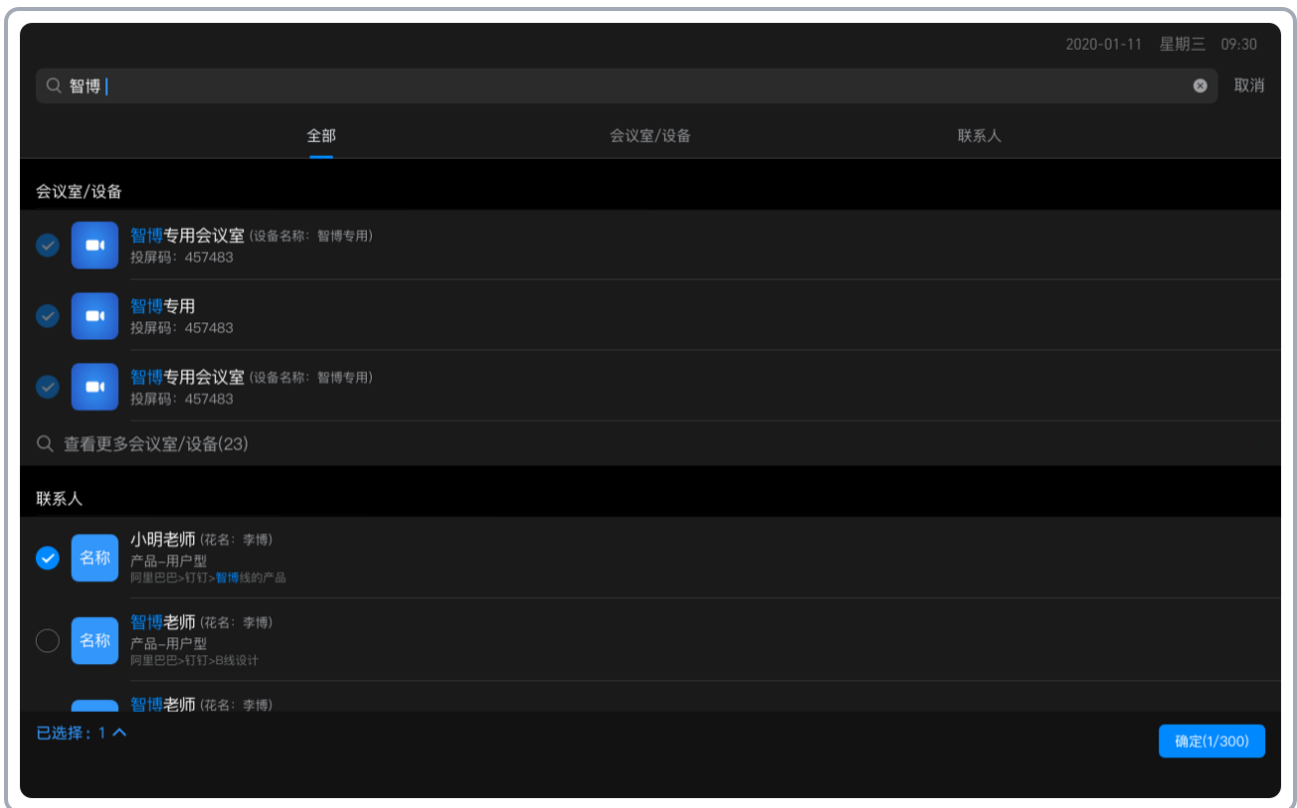 2020-01-11 星期三 09:30
智博
取消
全部 会议室/设备 联系人
会议室/设备
智博专用会议室 (设备名称: 智博专用)
投屏码: 457483
智博专用
投屏码: 457483
智博专用会议室 (设备名称: 智博专用)
投屏码: 457483
查看更多会议室/设备(23)
联系人
名称
小明老师 (花名: 李博)
产品-用户型
阿里巴巴>钉钉>智博线的产品
名称
智博老师 (花名: 李博)
产品-用户型
阿里巴巴>钉钉>B线设计
智博老师 (花名: 李博)
已选择: 1
确定(1/300)